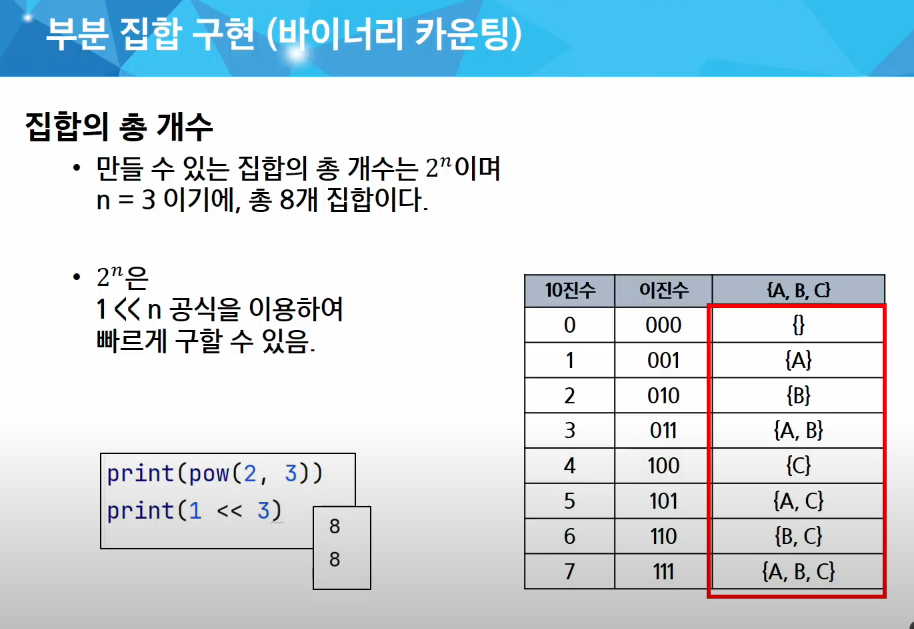 부분 집합 구현 (바이너리 카운팅)
집합의 총 개수
• 만들 수 있는 집합의 총 개수는 2ⁿ이며
n = 3 이기에, 총 8개 집합이다.
• 2ⁿ은
1 << n 공식을 이용하여
빠르게 구할 수 있음.
print(pow(2, 3))
print(1 << 3)
8
8
10진수 이진수 {A, B, C}
0 000 {}
1 001 {A}
2 010 {B}
3 011 {A, B}
4 100 {C}
5 101 {A, C}
6 110 {B, C}
7 111 {A, B, C}